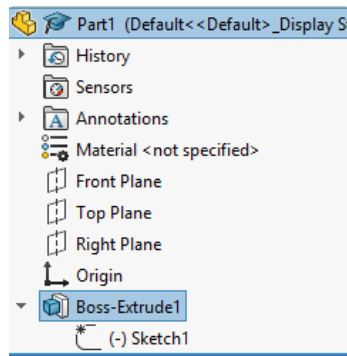 Part1 (Default<<Default>_Display S
History
Sensors
Annotations
Material <not specified>
Front Plane
Top Plane
Right Plane
Origin
Boss-Extrude1
(-) Sketch1